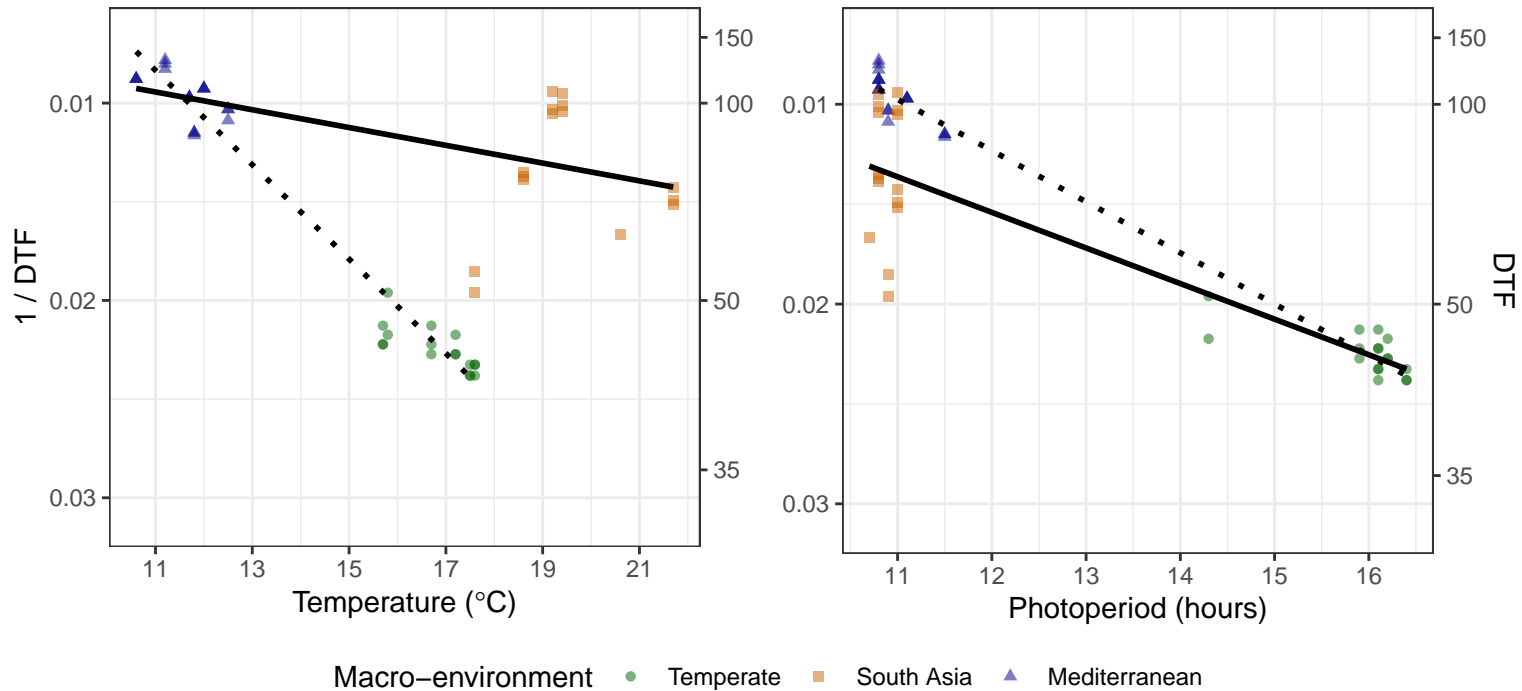 1 / DTF
0.01
0.02
0.03
150
100
50
35
11 13 15 17 19 21
Temperature (°C)
0.01
0.02
0.03
150
100
50
35
DTF
11 12 13 14 15 16
Photoperiod (hours)
Macro−environment Temperate South Asia Mediterranean